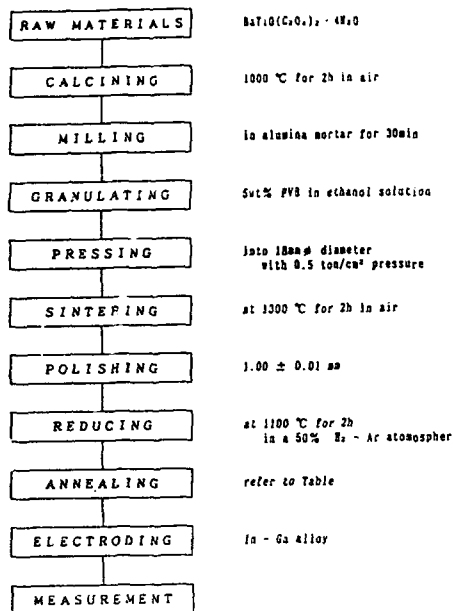 RAW MATERIALS BaTiO(C₂O₄)₂ · 4H₂O
CALCINING 1000 °C for 2h in air
MILLING in alumina mortar for 30min
GRANULATING 5wt% PVB in ethanol solution
PRESSING into 18mmφ diameter
with 0.5 ton/cm² pressure
SINTERING at 1300 °C for 2h in air
POLISHING 1.00 ± 0.01 mm
REDUCING at 1100 °C for 2h
in a 50% H₂ - Ar atomospher
ANNEALING refer to Table
ELECTRODING In - Ga alloy
MEASUREMENT